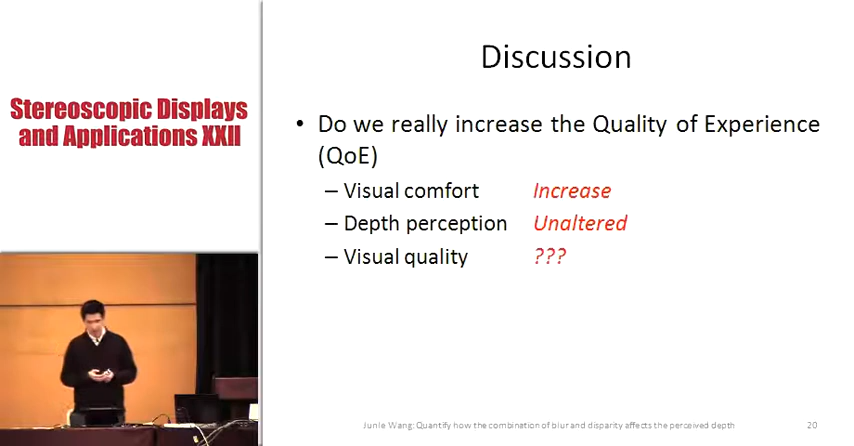 Stereoscopic Displays
and Applications XXII
Discussion
• Do we really increase the Quality of Experience
(QoE)
– Visual comfort Increase
– Depth perception Unaltered
– Visual quality ???
Junle Wang: Quantify how the combination of blur and disparity affects the perceived depth 20